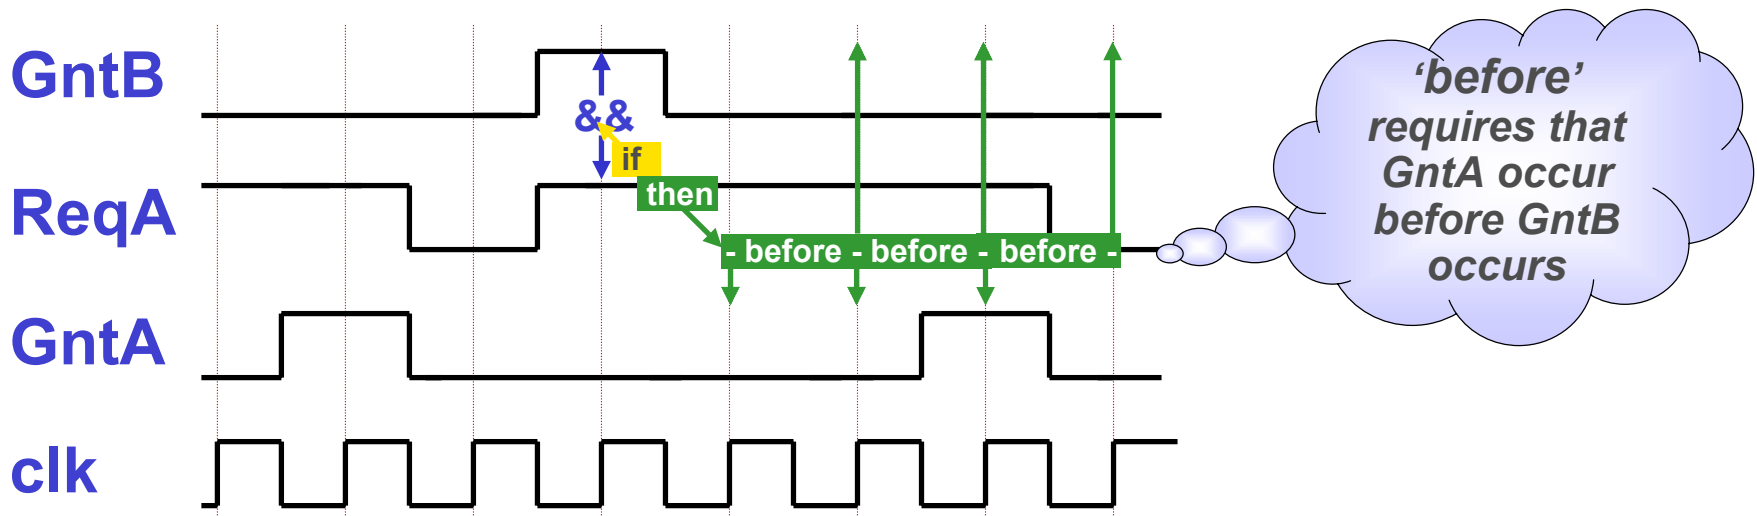 GntB
&&
if
ReqA
then
- before - before - before -
GntA
clk
‘before’
requires that
GntA occur
before GntB
occurs